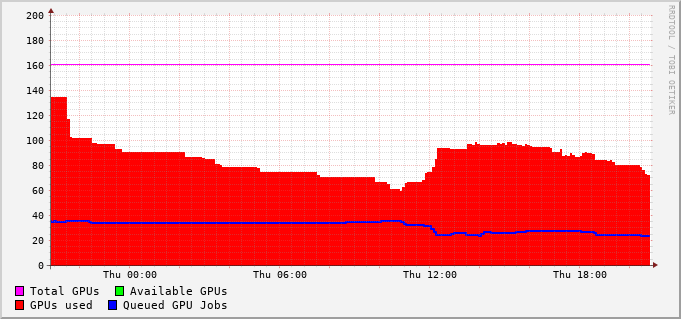 200
180
160
140
120
100
80
60
40
20
0
Thu 00:00 Thu 06:00 Thu 12:00 Thu 18:00
Total GPUs Available GPUs
GPUs used Queued GPU Jobs
RRDTOOL / TOBI OETIKER